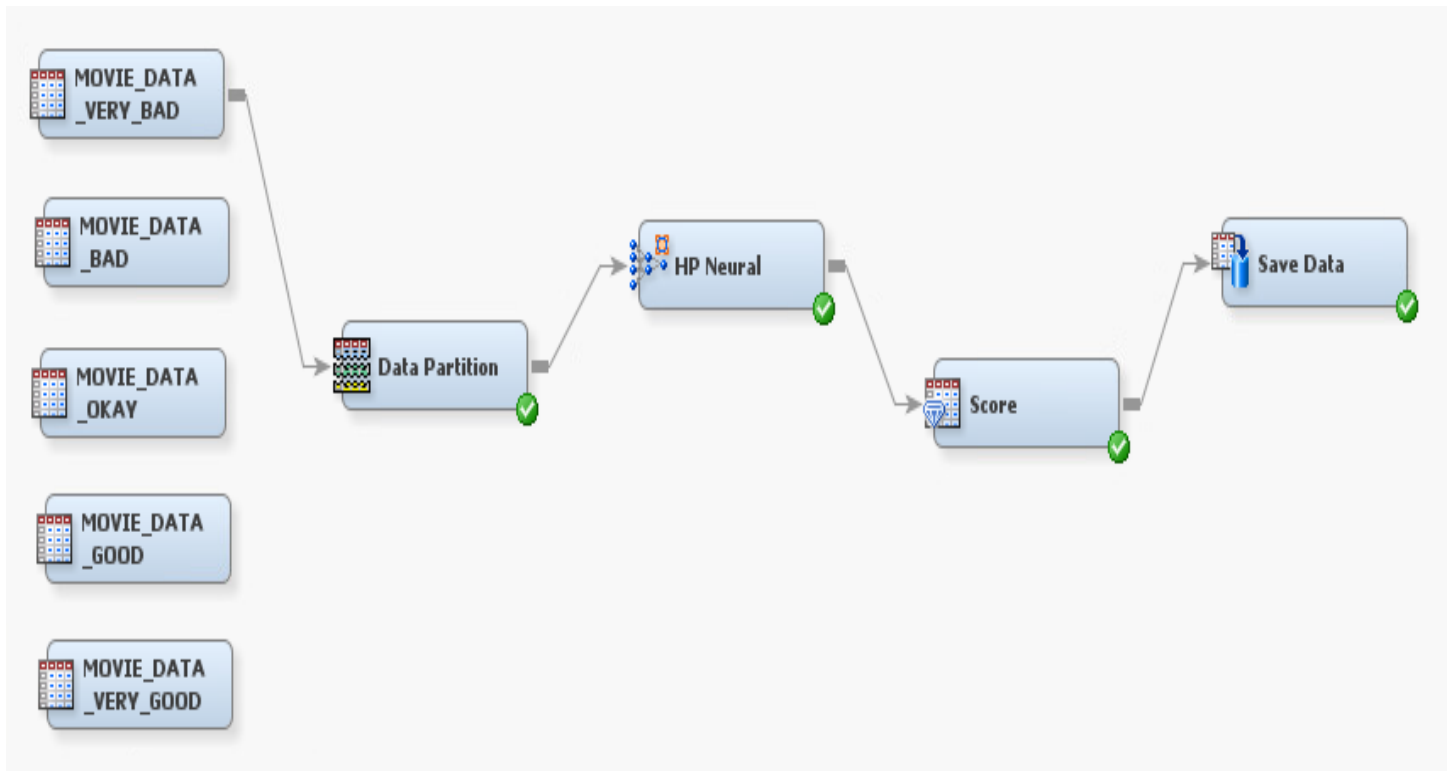 MOVIE_DATA
_VERY_BAD
MOVIE_DATA
_BAD
MOVIE_DATA
_OKAY
MOVIE_DATA
_GOOD
MOVIE_DATA
_VERY_GOOD
Data Partition
HP Neural
Score
Save Data